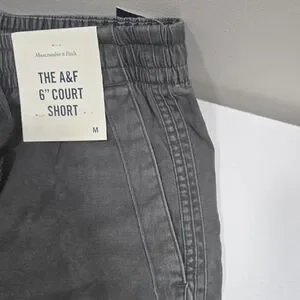 Abercrombie & Fitch
THE A&F
6" COURT
SHORT
M